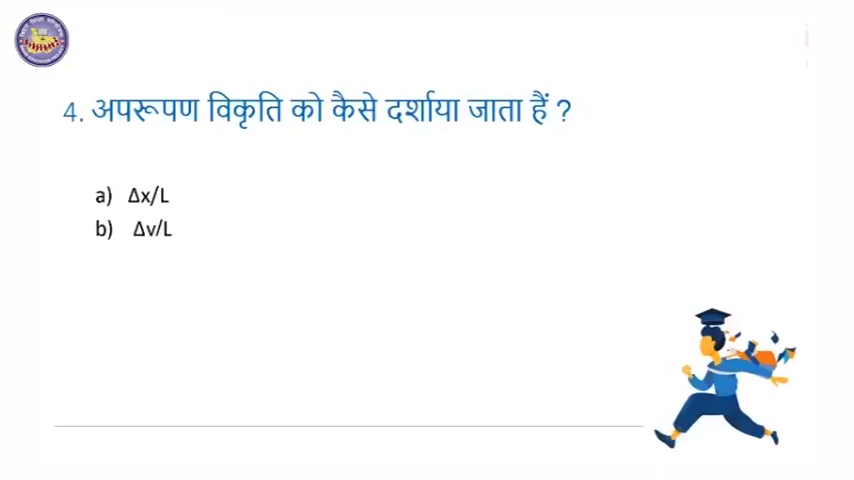 4. अपरूपण विकृति को कैसे दर्शाया जाता हैं ?
a) Δx/L
b) Δv/L